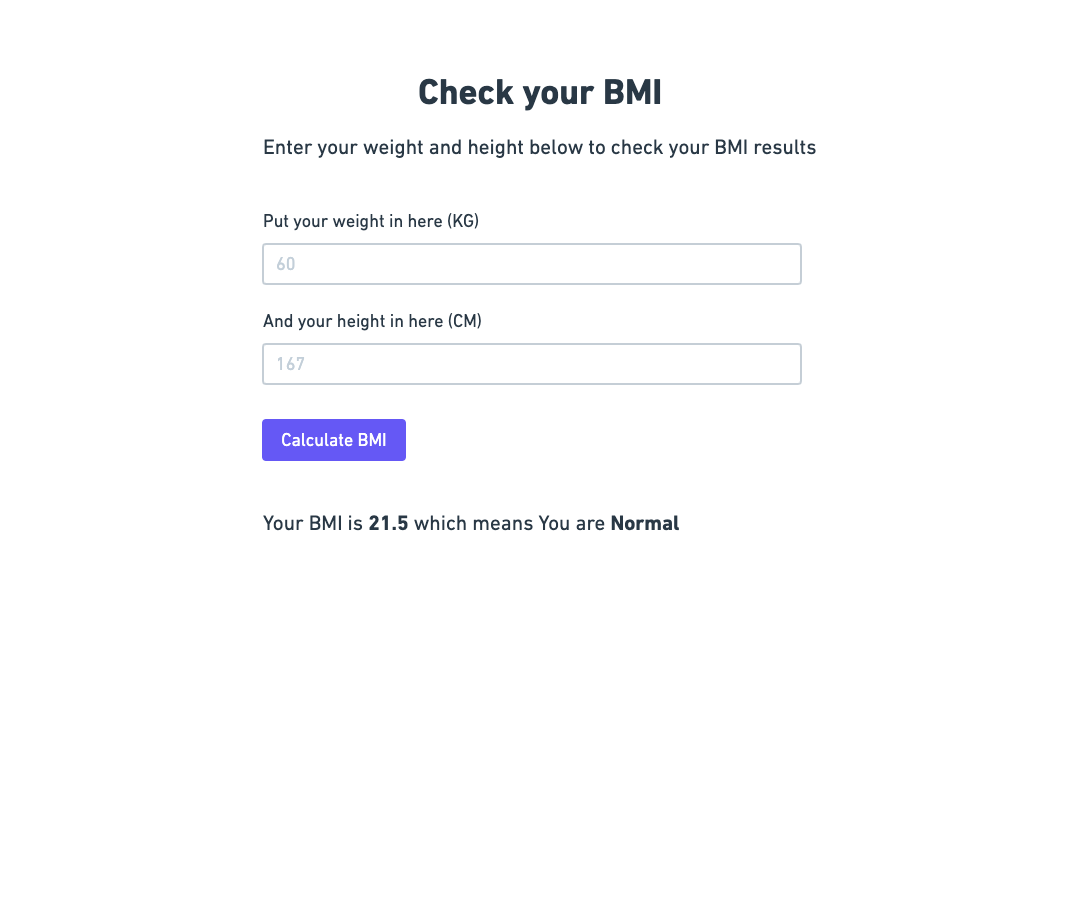 Check your BMI
Enter your weight and height below to check your BMI results
Put your weight in here (KG)
60
And your height in here (CM)
167
Calculate BMI
Your BMI is 21.5 which means You are Normal